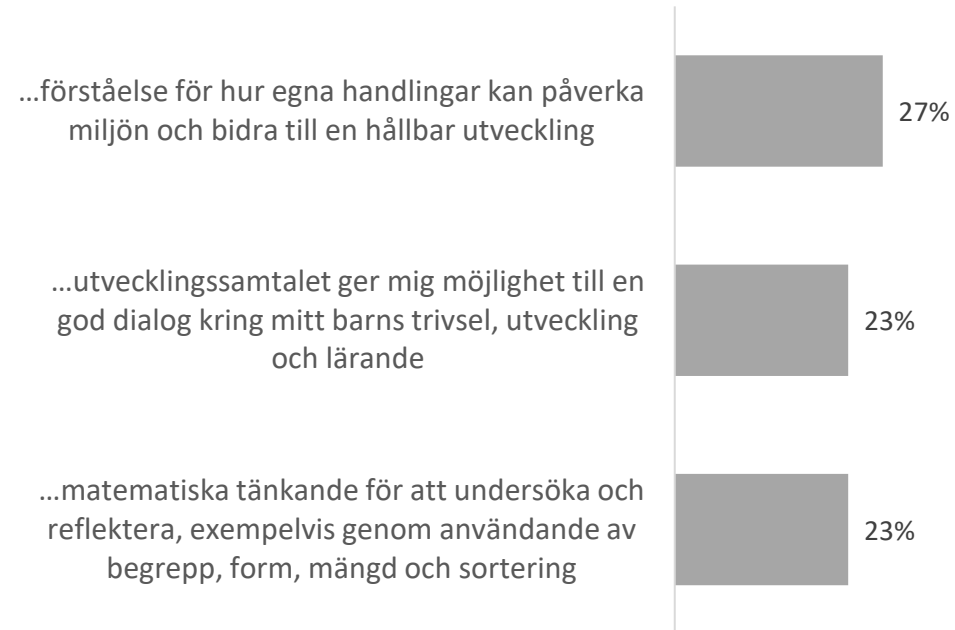 ...förståelse för hur egna handlingar kan påverka
miljön och bidra till en hållbar utveckling
27%
...utvecklingssamtalet ger mig möjlighet till en
god dialog kring mitt barns trivsel, utveckling
och lärande
23%
...matematiska tänkande för att undersöka och
reflektera, exempelvis genom användande av
begrepp, form, mängd och sortering
23%